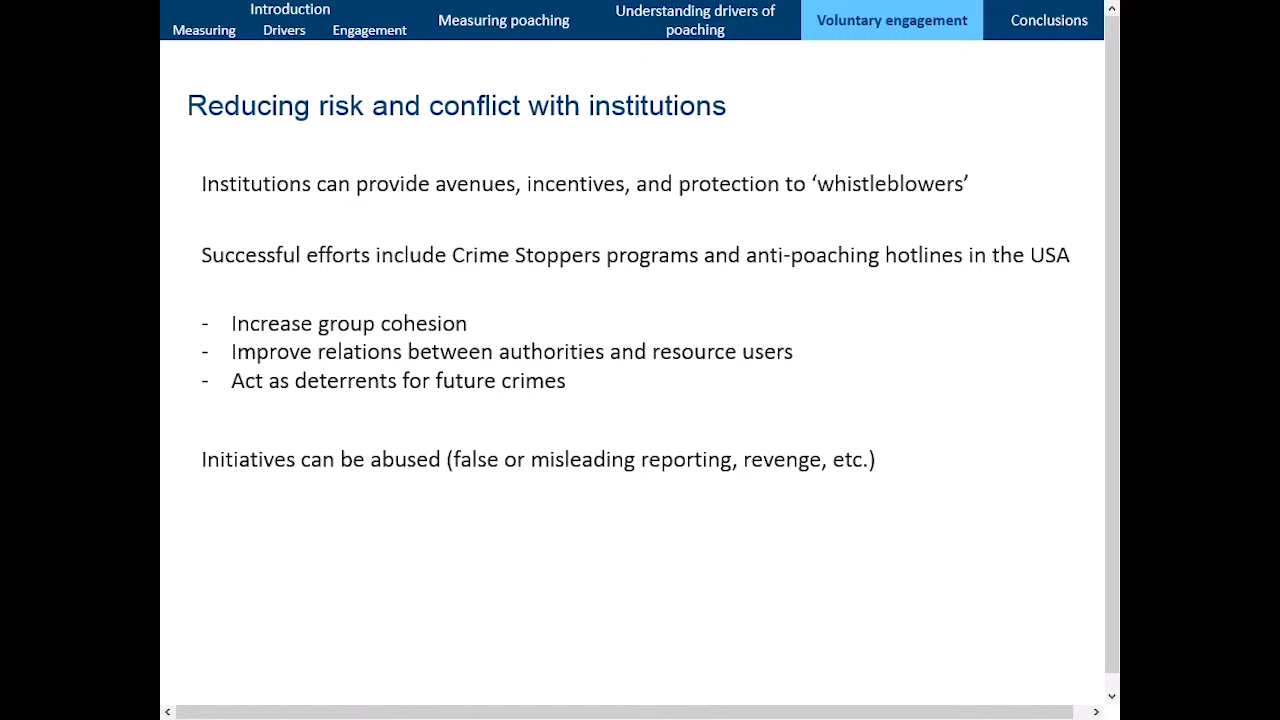 Introduction
Measuring Drivers Engagement
Measuring poaching
Understanding drivers of
poaching
Voluntary engagement
Conclusions
Reducing risk and conflict with institutions
Institutions can provide avenues, incentives, and protection to ‘whistleblowers’
Successful efforts include Crime Stoppers programs and anti-poaching hotlines in the USA
- Increase group cohesion
- Improve relations between authorities and resource users
- Act as deterrents for future crimes
Initiatives can be abused (false or misleading reporting, revenge, etc.)